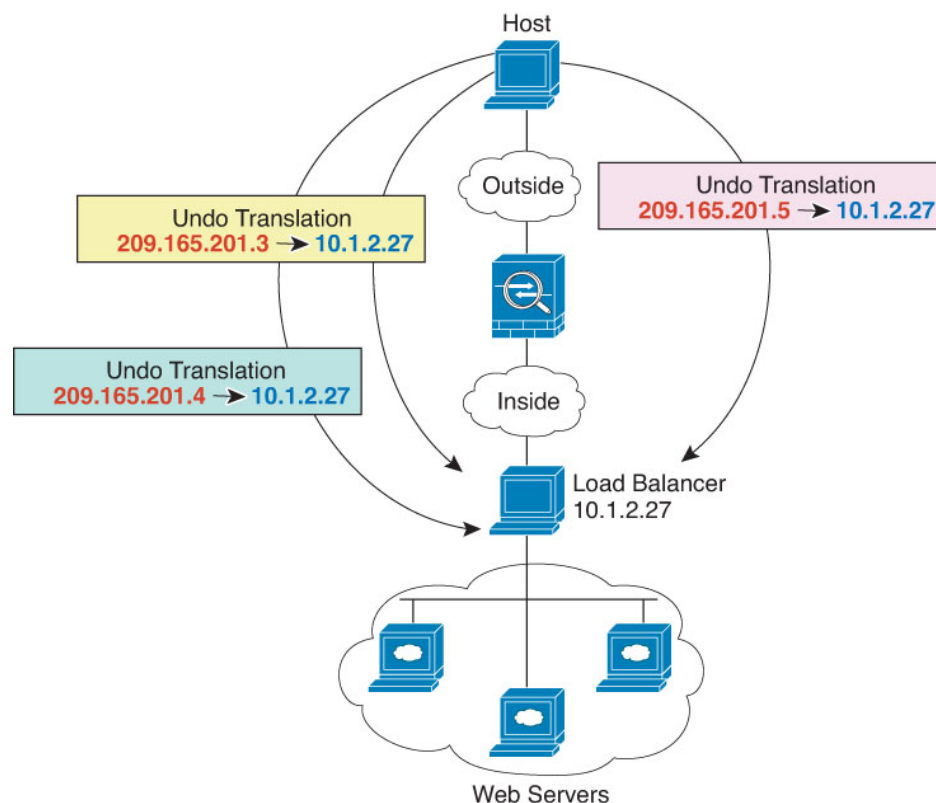 Host
Outside
Undo Translation
209.165.201.5 → 10.1.2.27
Undo Translation
209.165.201.3 → 10.1.2.27
Undo Translation
209.165.201.4 → 10.1.2.27
Inside
Load Balancer
10.1.2.27
Web Servers